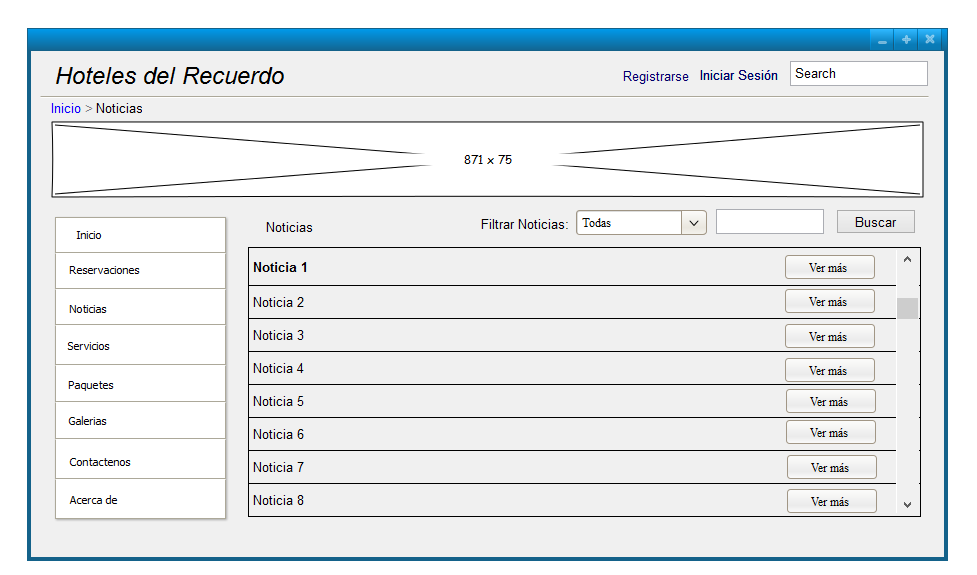 Hoteles del Recuerdo
Registrarse Iniciar Sesión Search
Inicio > Noticias
871 x 75
Noticias Filtrar Noticias: Todas Buscar
Inicio
Reservaciones
Noticias
Servicios
Paquetes
Galerias
Contactenos
Acerca de
Noticia 1 Ver más
Noticia 2 Ver más
Noticia 3 Ver más
Noticia 4 Ver más
Noticia 5 Ver más
Noticia 6 Ver más
Noticia 7 Ver más
Noticia 8 Ver más